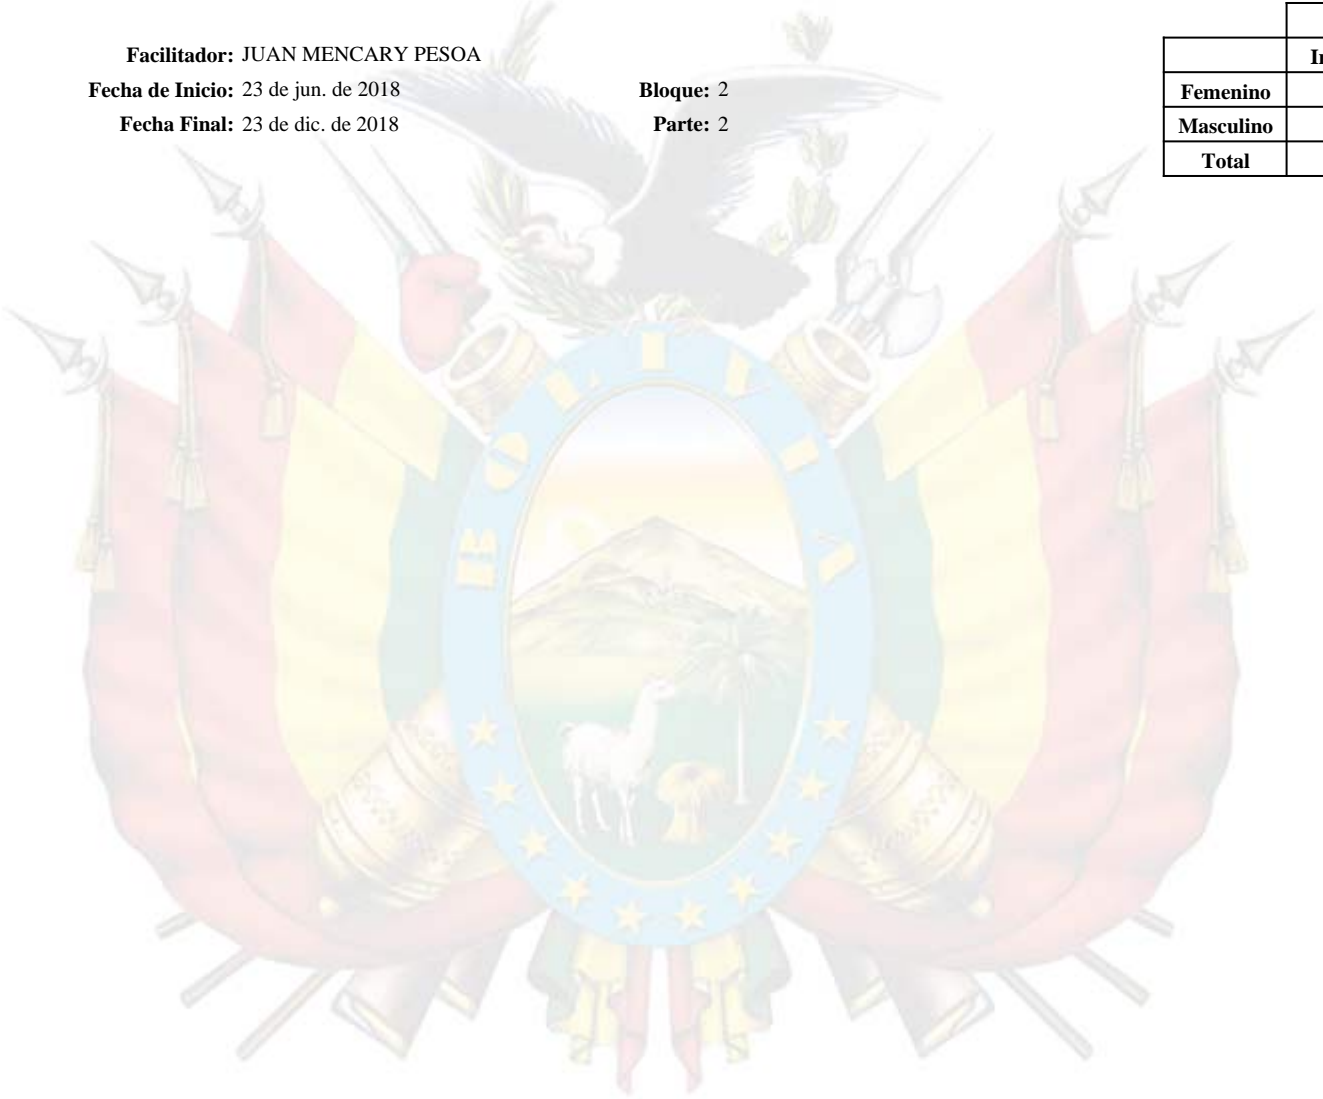 Facilitador: JUAN MENCARY PESOA
Fecha de Inicio: 23 de jun. de 2018 Bloque: 2
Fecha Final: 23 de dic. de 2018 Parte: 2
Femenino
Masculino
Total
BOLIVIA